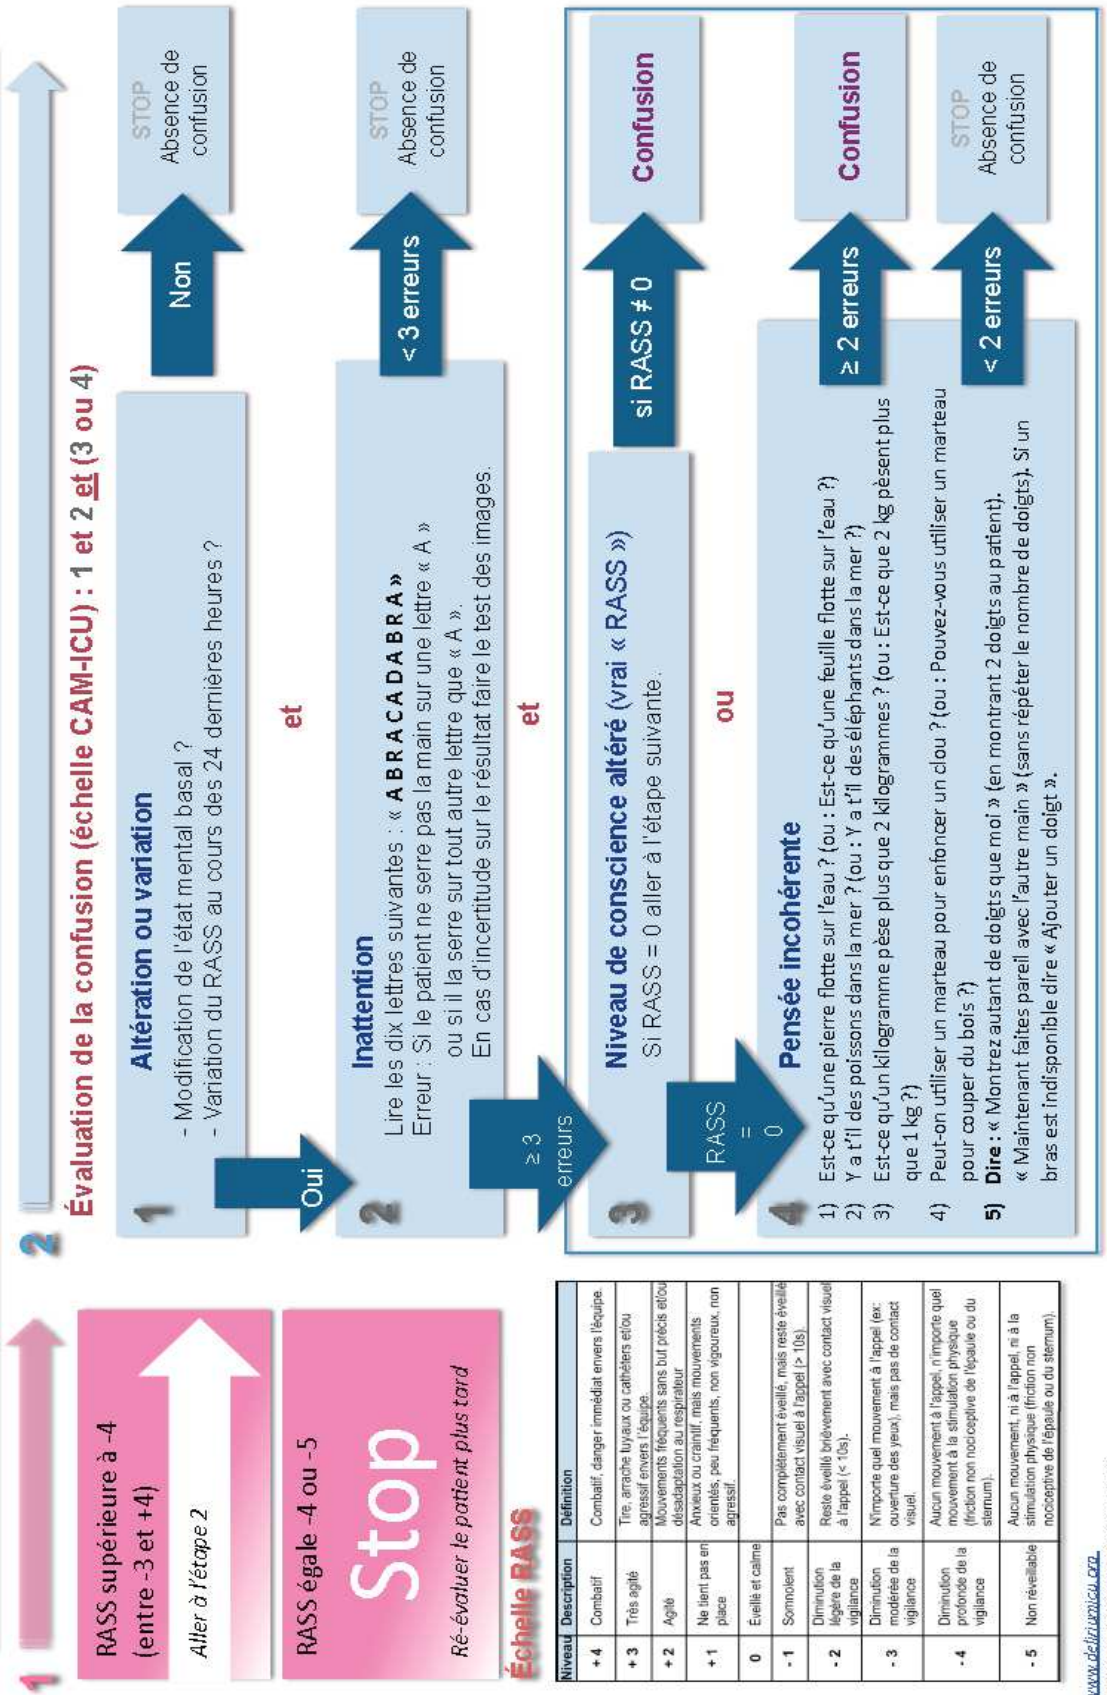 1
RASS supérieure à -4
(entre -3 et +4)
Aller à l'étape 2
RASS égale -4 ou -5
Stop
Ré-évaluer le patient plus tard
Échelle RASS
Niveau Description Définition
+ 4 Combatif Combatif, danger immédiat envers l'équipe.
+ 3 Très agité Tire, arrache tuyaux ou cathéters et/ou
agressif envers l'équipe.
+ 2 Agité Mouvements fréquents sans but précis et/ou
désadaptation au respirateur
+ 1 Ne tient pas en
place
Anxieux ou craintif, mais mouvements
orientés, peu fréquents, non vigoureux, non
agressif.
0 Eveillé et calme
- 1 Somnolent Pas complètement éveillé, mais reste éveillé
avec contact visuel à l'appel (> 10s).
- 2 Diminution
légère de la
vigilance
Reste éveillé brièvement avec contact visuel
à l'appel (< 10s).
- 3 Diminution
modérée de la
vigilance
N'importe quel mouvement à l'appel (ex:
ouverture des yeux), mais pas de contact
visuel.
- 4 Diminution
profonde de la
vigilance
Aucun mouvement à l'appel, n'importe quel
mouvement à la stimulation physique
(friction non nociceptive de l'épaule ou du
sternum).
- 5 Non réveillable Aucun mouvement, ni à l'appel, ni à la
stimulation physique (friction non
nociceptive de l'épaule ou du sternum).
www.deliriumicu.org
2
Évaluation de la confusion (échelle CAM-ICU) : 1 et 2 et (3 ou 4)
1
Altération ou variation
- Modification de l'état mental basal ?
- Variation du RASS au cours des 24 dernières heures ?
Non
STOP
Absence de
confusion
Oui
et
2
Inattention
Lire les dix lettres suivantes : « A B R A C A D A B R A »
Erreur : Si le patient ne serre pas la main sur une lettre « A »
ou si il la serre sur tout autre lettre que « A ».
En cas d'incertitude sur le résultat faire le test des images.
< 3 erreurs
STOP
Absence de
confusion
≥ 3
erreurs
et
3
Niveau de conscience altéré (vrai « RASS »)
Si RASS = 0 aller à l'étape suivante.
si RASS ≠ 0
Confusion
RASS
=
0
ou
4
Pensée incohérente
1) Est-ce qu'une pierre flotte sur l'eau ? (ou : Est-ce qu'une feuille flotte sur l'eau ?)
2) Y a t'il des poissons dans la mer ? (ou : Y a t'il des éléphants dans la mer ?)
3) Est-ce qu'un kilogramme pèse plus que 2 kilogrammes ? (ou : Est-ce que 2 kg pèsent plus
que 1 kg ?)
4) Peut-on utiliser un marteau pour enfoncer un clou ? (ou : Pouvez-vous utiliser un marteau
pour couper du bois ?)
5) Dire : « Montrez autant de doigts que moi » (en montrant 2 doigts au patient).
« Maintenant faites pareil avec l'autre main » (sans répéter le nombre de doigts). Si un
bras est indisponible dire « Ajouter un doigt ».
≥ 2 erreurs
Confusion
< 2 erreurs
STOP
Absence de
confusion